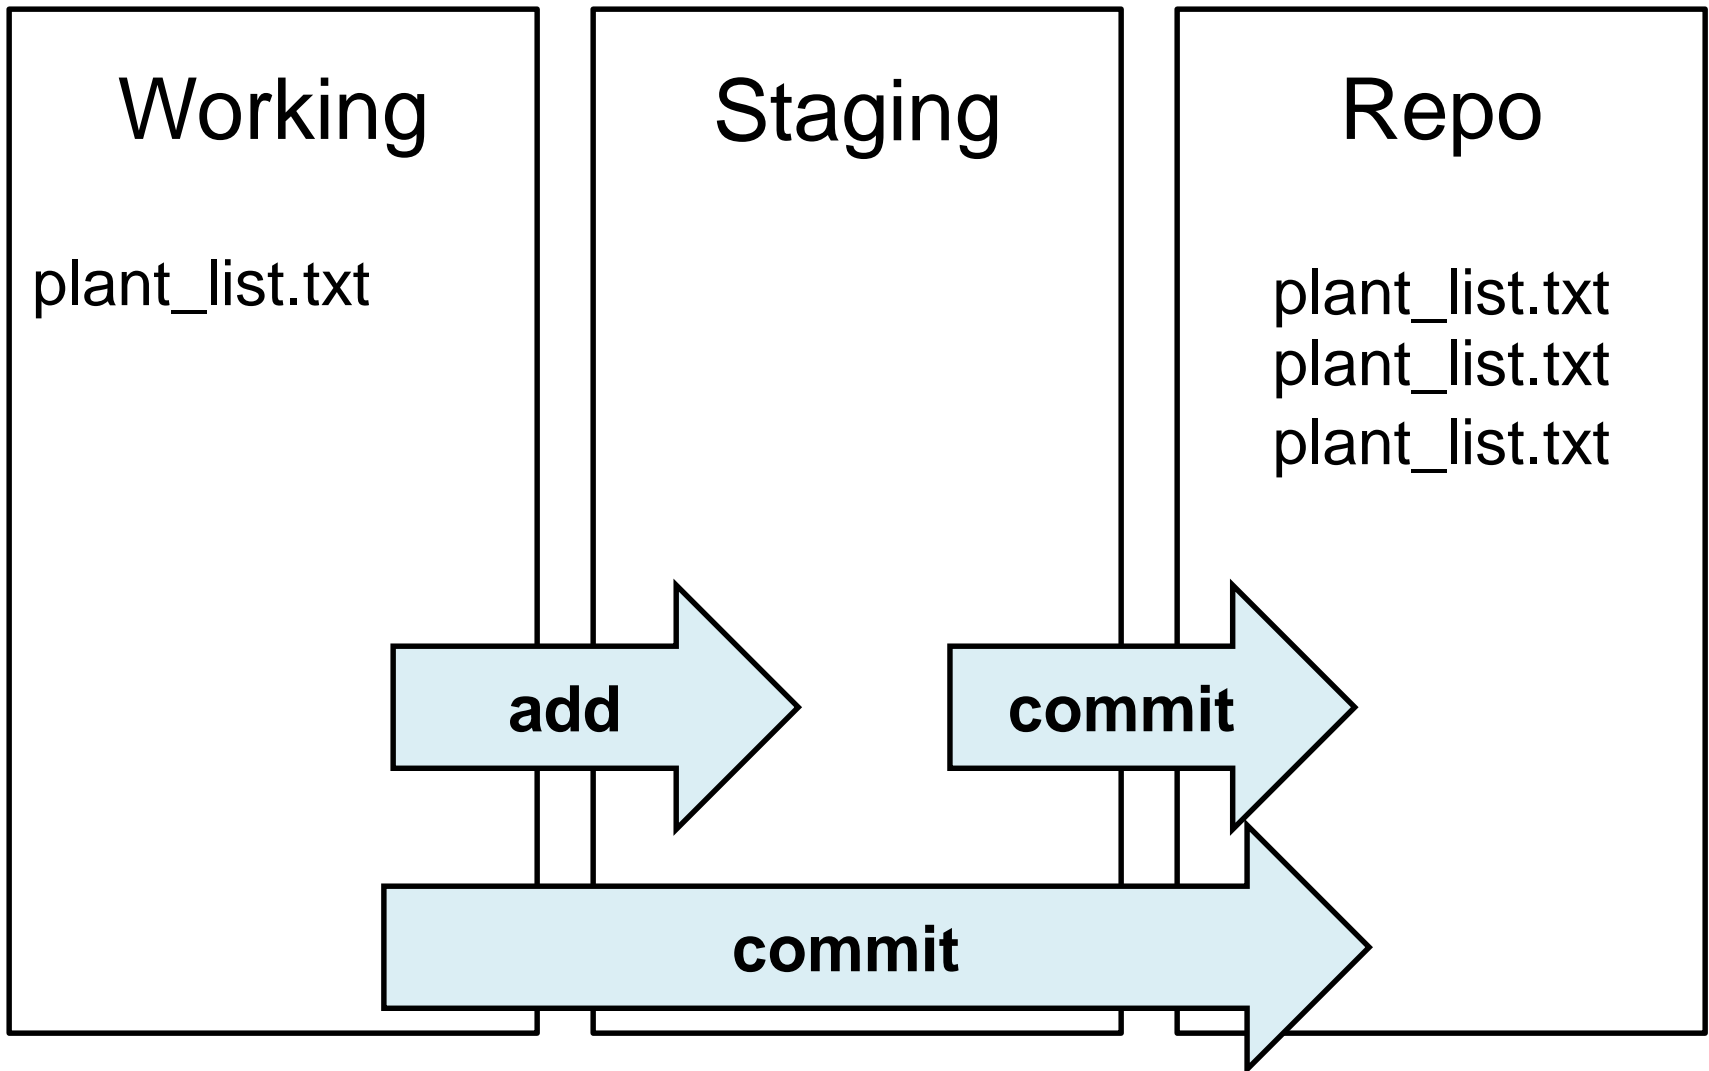 Working
Staging
Repo
plant_list.txt
plant_list.txt
plant_list.txt
plant_list.txt
add
commit
commit